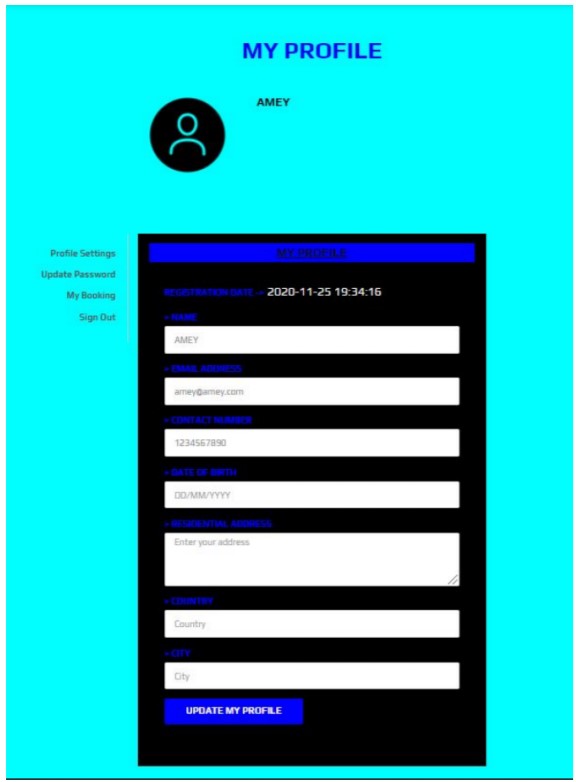 MY PROFILE
AMEY
Profile Settings
Update Password
My Booking
Sign Out
MY PROFILE
REGISTRATION DATE -> 2020-11-25 19:34:16
> NAME
AMEY
> EMAIL ADDRESS
amey@amey.com
> CONTACT NUMBER
1234567890
> DATE OF BIRTH
DD/MM/YYYY
> RESIDENTIAL ADDRESS
Enter your address
> COUNTRY
Country
> CITY
City
UPDATE MY PROFILE